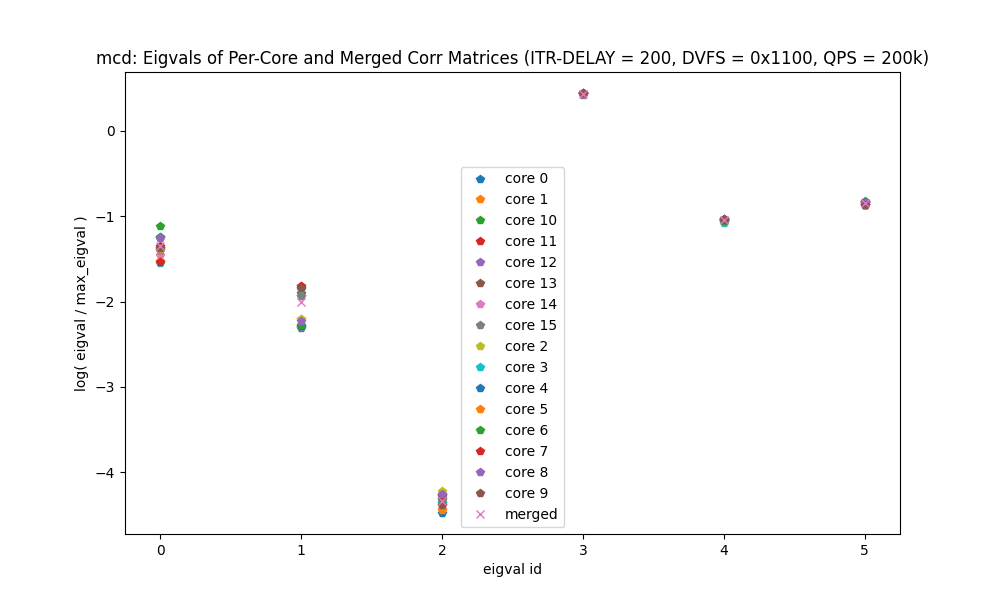 mcd: Eigvals of Per-Core and Merged Corr Matrices (ITR-DELAY = 200, DVFS = 0x1100, QPS = 200k)
log( eigval / max_eigval )
0
−1
−2
−3
−4
core 0
core 1
core 10
core 11
core 12
core 13
core 14
core 15
core 2
core 3
core 4
core 5
core 6
core 7
core 8
core 9
merged
0
1
2
3
4
5
eigval id